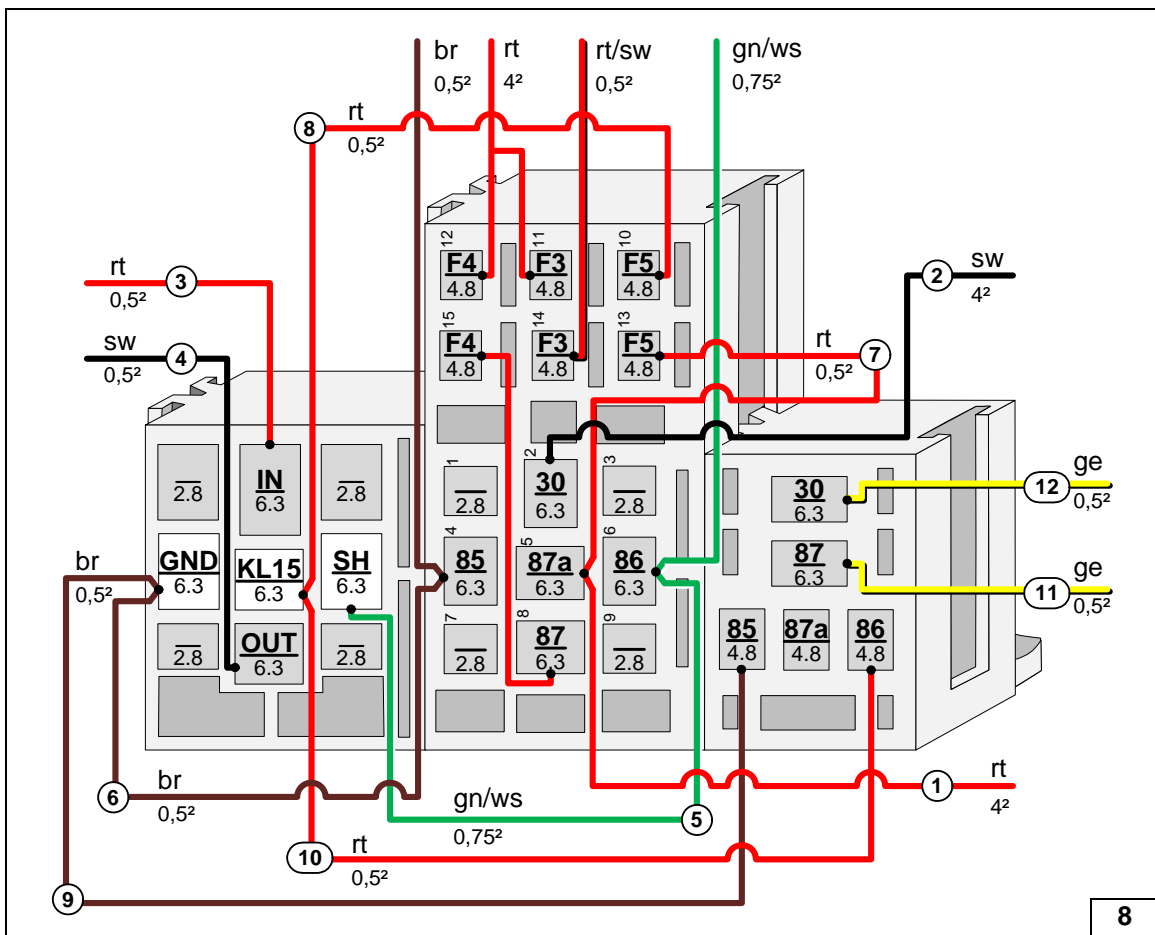 br
0,5²
rt
4²
rt/sw
0,5²
gn/ws
0,75²
8
rt
0,5²
12
F4
4.8
11
F3
4.8
10
F5
4.8
rt
3
0,5²
2
sw
4²
15
F4
4.8
14
F3
4.8
13
F5
4.8
rt
0,5²
7
sw
4
0,5²
2.8
IN
6.3
2.8
1
2.8
2
30
6.3
3
2.8
30
6.3
12
ge
0,5²
br
0,5²
GND
6.3
KL15
6.3
SH
6.3
4
85
6.3
5
87a
6.3
6
86
6.3
87
6.3
11
ge
0,5²
2.8
OUT
6.3
2.8
7
2.8
8
87
6.3
9
2.8
85
4.8
87a
4.8
86
4.8
6
br
0,5²
gn/ws
0,75²
5
1
rt
4²
10
rt
0,5²
9
8